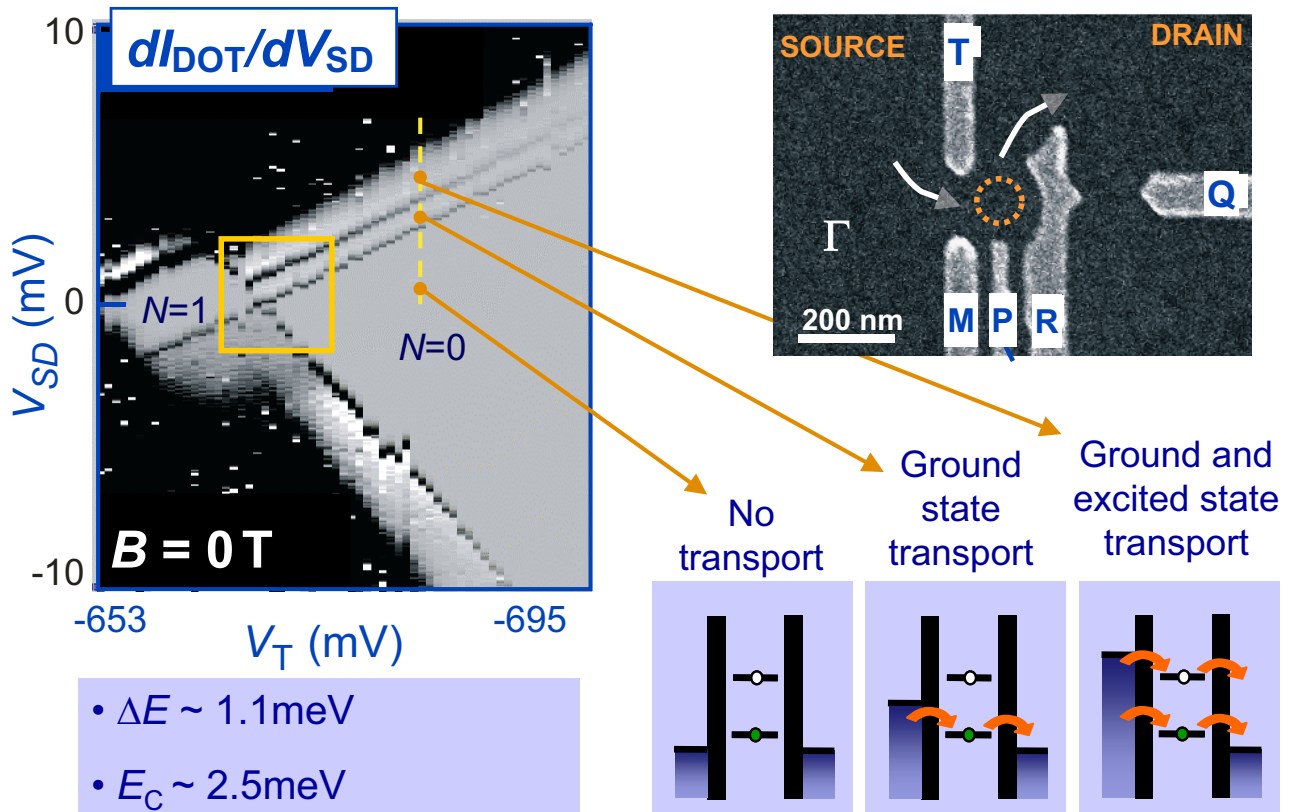 10
dI_DOT/dV_SD
0
-10
V_SD (mV)
N=1
N=0
B = 0 T
-653
-695
V_T (mV)
• ΔE ~ 1.1meV
• E_C ~ 2.5meV
SOURCE
DRAIN
T
Q
Γ
M
P
R
200 nm
No
transport
Ground
state
transport
Ground and
excited state
transport